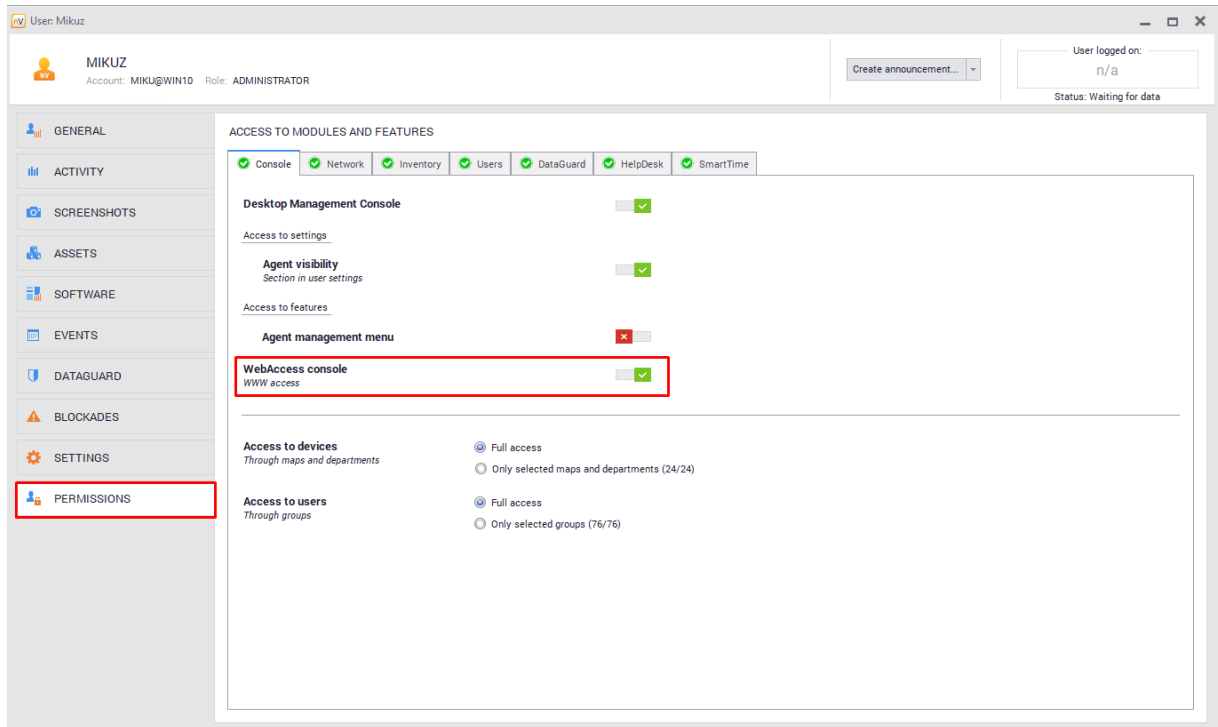 nV User: Mikuz
MIKUZ
Account: MIKU@WIN10 Role: ADMINISTRATOR
NV
Create announcement...
User logged on:
n/a
Status: Waiting for data
GENERAL
ACTIVITY
SCREENSHOTS
ASSETS
SOFTWARE
EVENTS
DATAGUARD
BLOCKADES
SETTINGS
PERMISSIONS
ACCESS TO MODULES AND FEATURES
Console Network Inventory Users DataGuard HelpDesk SmartTime
Desktop Management Console
Access to settings
Agent visibility
Section in user settings
Access to features
Agent management menu
WebAccess console
WWW access
Access to devices
Through maps and departments
Full access
Only selected maps and departments (24/24)
Access to users
Through groups
Full access
Only selected groups (76/76)